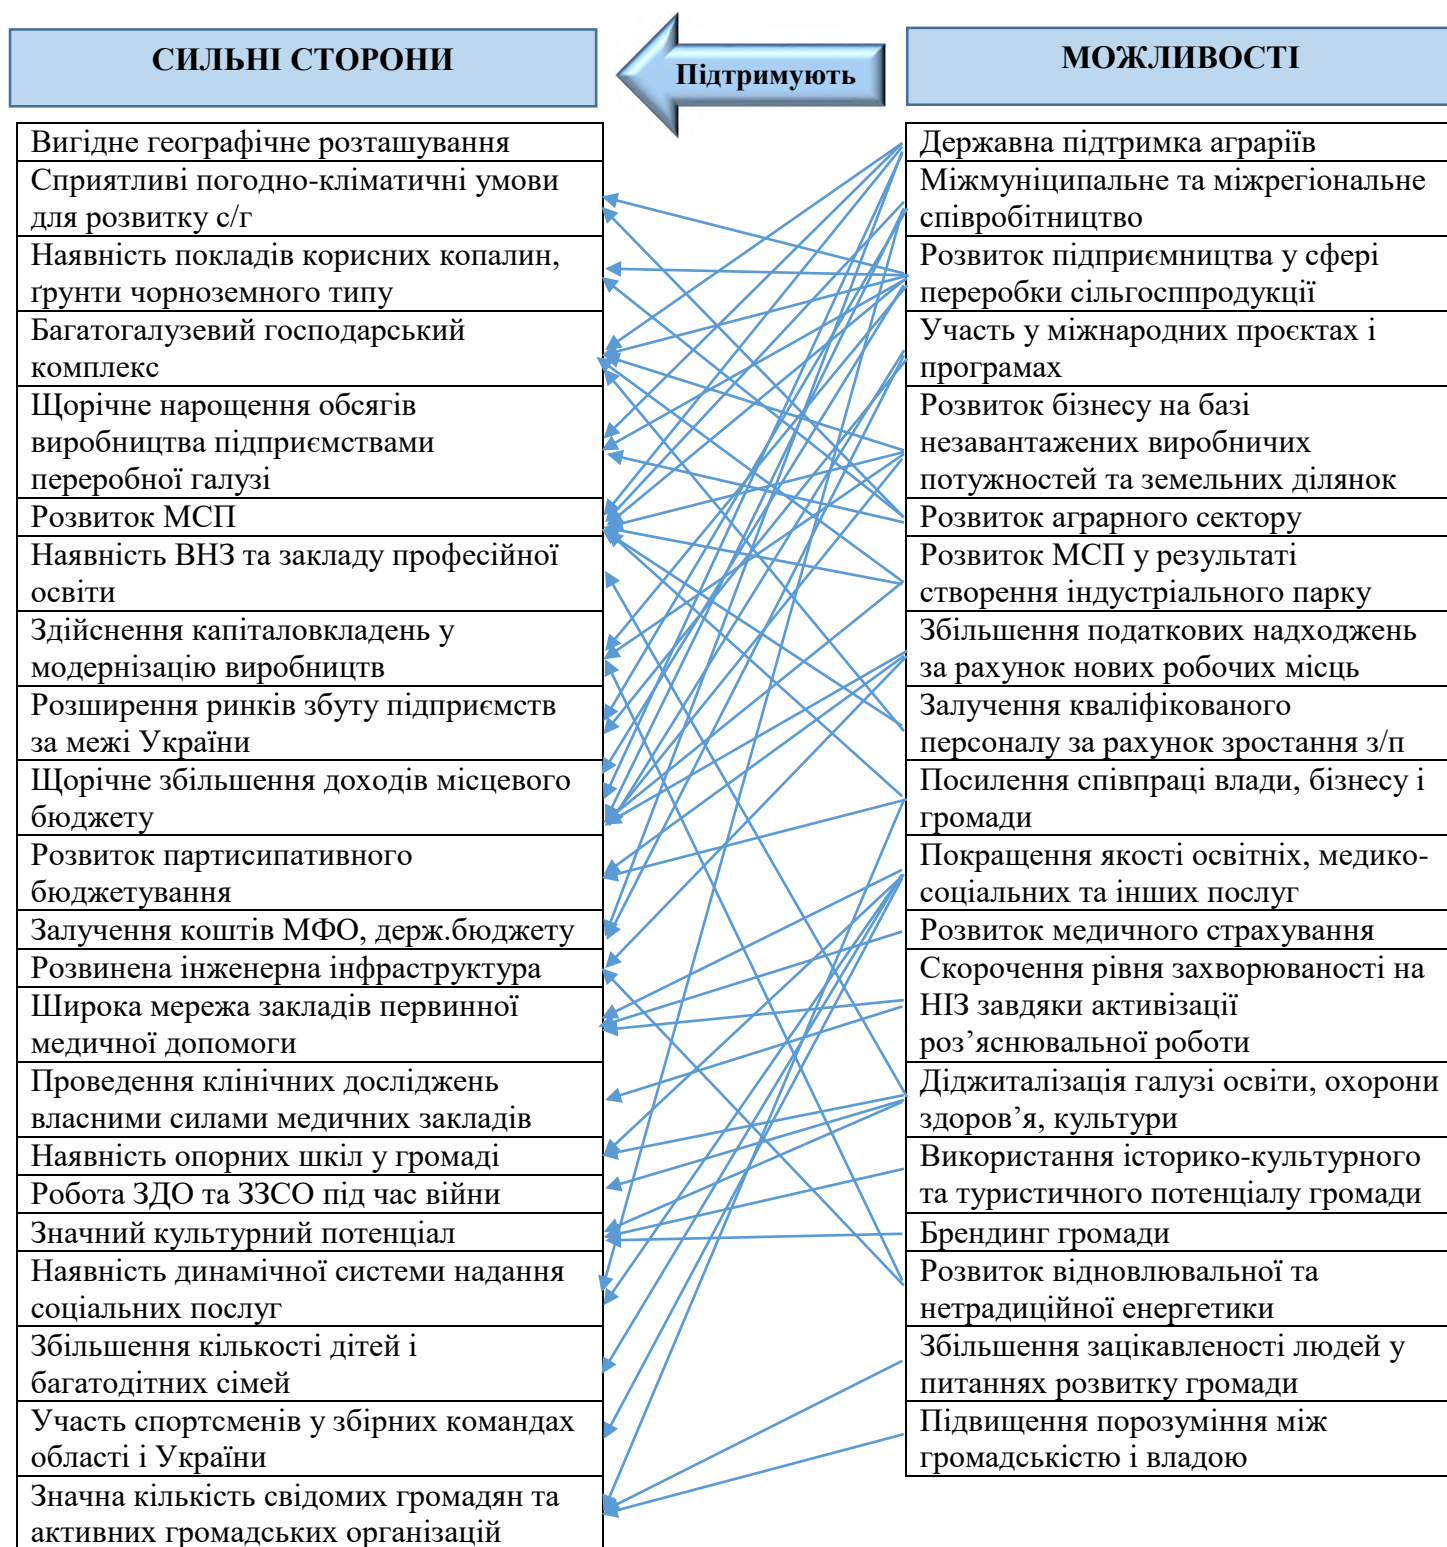 СИЛЬНІ СТОРОНИ
Підтримують
МОЖЛИВОСТІ
Вигідне географічне розташування
Сприятливі погодно-кліматичні умови
для розвитку с/г
Наявність покладів корисних копалин,
ґрунти чорноземного типу
Багатогалузевий господарський
комплекс
Щорічне нарощення обсягів
виробництва підприємствами
переробної галузі
Розвиток МСП
Наявність ВНЗ та закладу професійної
освіти
Здійснення капіталовкладень у
модернізацію виробництв
Розширення ринків збуту підприємств
за межі України
Щорічне збільшення доходів місцевого
бюджету
Розвиток партисипативного
бюджетування
Залучення коштів МФО, держ.бюджету
Розвинена інженерна інфраструктура
Широка мережа закладів первинної
медичної допомоги
Проведення клінічних досліджень
власними силами медичних закладів
Наявність опорних шкіл у громаді
Робота ЗДО та ЗЗСО під час війни
Значний культурний потенціал
Наявність динамічної системи надання
соціальних послуг
Збільшення кількості дітей і
багатодітних сімей
Участь спортсменів у збірних командах
області і України
Значна кількість свідомих громадян та
активних громадських організацій
Державна підтримка аграріїв
Міжмуніципальне та міжрегіональне
співробітництво
Розвиток підприємництва у сфері
переробки сільгосппродукції
Участь у міжнародних проєктах і
програмах
Розвиток бізнесу на базі
незавантажених виробничих
потужностей та земельних ділянок
Розвиток аграрного сектору
Розвиток МСП у результаті
створення індустріального парку
Збільшення податкових надходжень
за рахунок нових робочих місць
Залучення кваліфікованого
персоналу за рахунок зростання з/п
Посилення співпраці влади, бізнесу і
громади
Покращення якості освітніх, медико-
соціальних та інших послуг
Розвиток медичного страхування
Скорочення рівня захворюваності на
НІЗ завдяки активізації
роз’яснювальної роботи
Діджиталізація галузі освіти, охорони
здоров’я, культури
Використання історико-культурного
та туристичного потенціалу громади
Брендинг громади
Розвиток відновлювальної та
нетрадиційної енергетики
Збільшення зацікавленості людей у
питаннях розвитку громади
Підвищення порозуміння між
громадськістю і владою